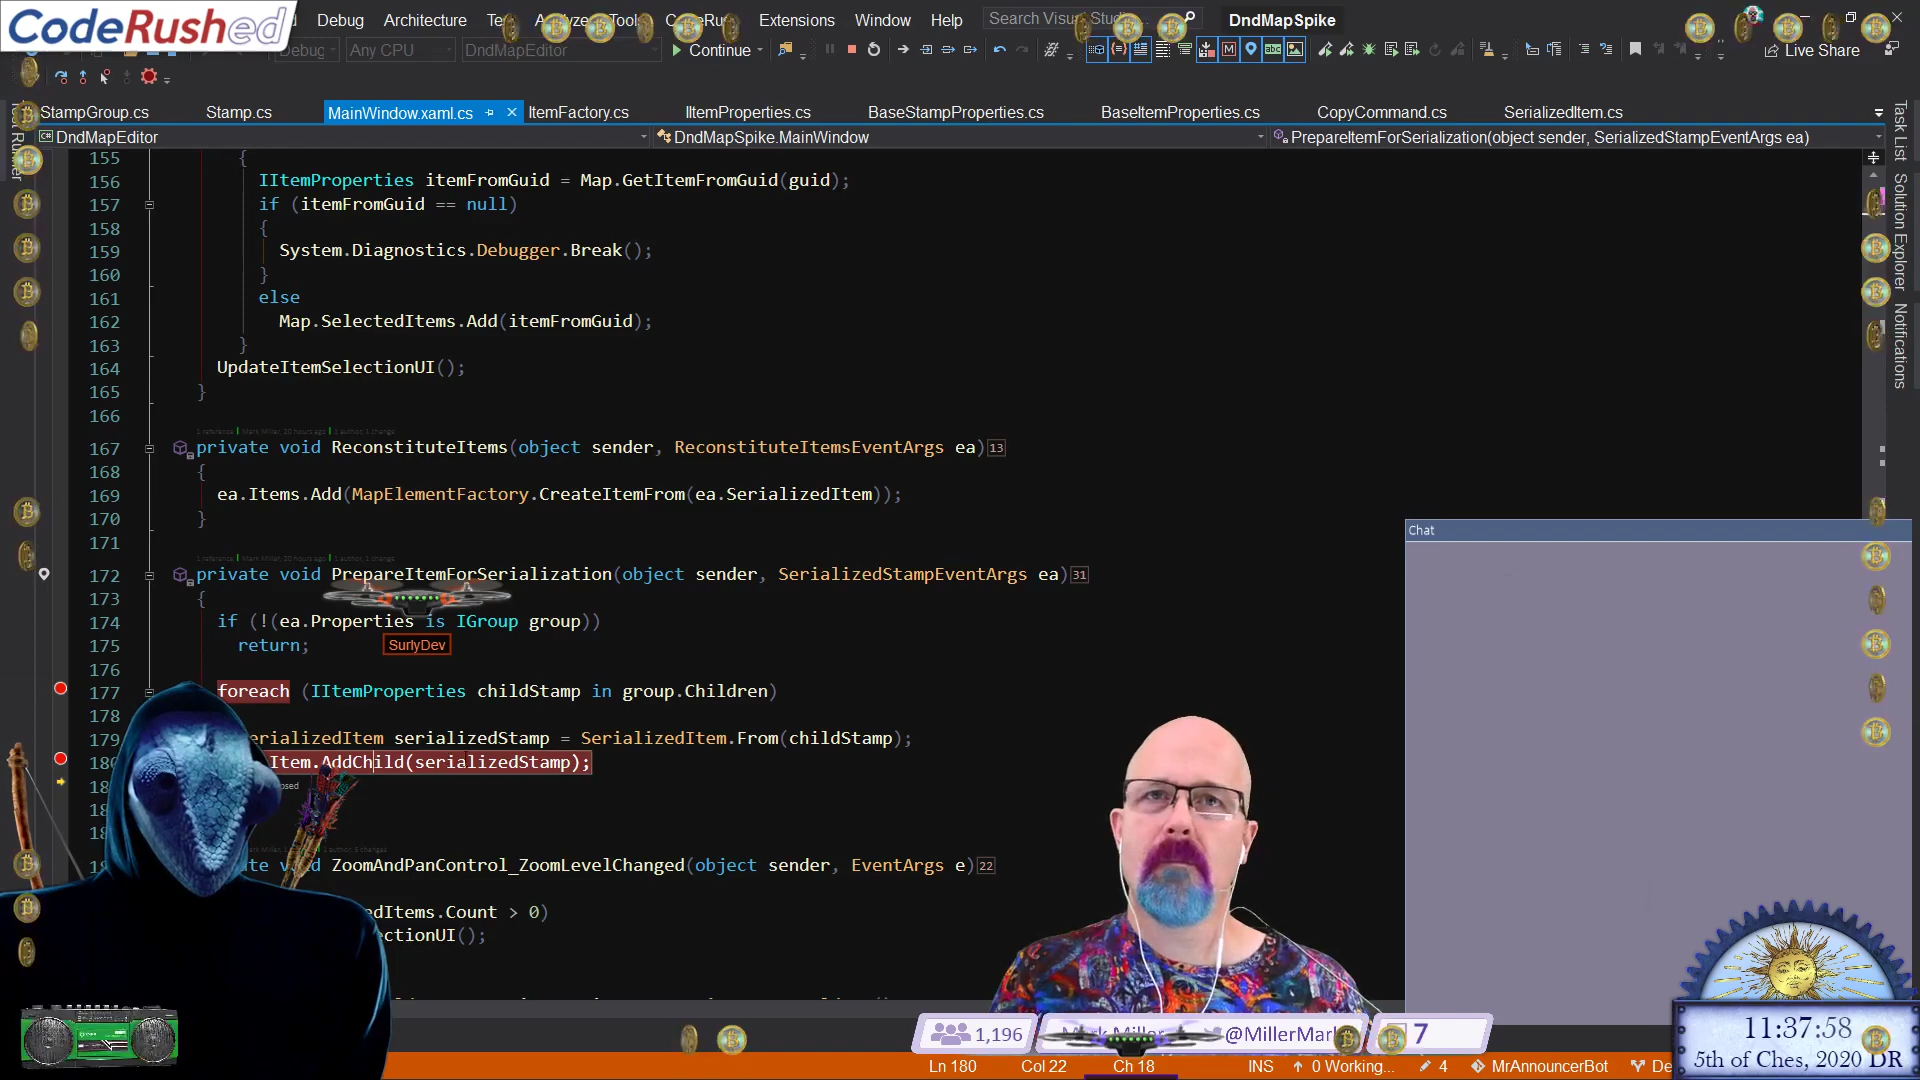 CodeRushed
Debug Architecture Extensions Window Help DndMapSpike
Any CPU DndMapEditor Continue Live Share
StampGroup.cs Stamp.cs MainWindow.xaml.cs ItemFactory.cs IItemProperties.cs BaseStampProperties.cs BaseItemProperties.cs CopyCommand.cs SerializedItem.cs
DndMapEditor DndMapSpike.MainWindow PrepareItemForSerialization(object sender, SerializedStampEventArgs ea)
155 {
156 IItemProperties itemFromGuid = Map.GetItemFromGuid(guid);
157 if (itemFromGuid == null)
158 {
159 System.Diagnostics.Debugger.Break();
160 }
161 else
162 Map.SelectedItems.Add(itemFromGuid);
163 }
164 UpdateItemSelectionUI();
165 }
166
167 private void ReconstituteItems(object sender, ReconstituteItemsEventArgs ea) 13
168 {
169 ea.Items.Add(MapElementFactory.CreateItemFrom(ea.SerializedItem));
170 }
171
172 private void PrepareItemForSerialization(object sender, SerializedStampEventArgs ea) 31
173 {
174 if (!(ea.Properties is IGroup group))
175 return;
SurlyDev
176
177 foreach (IItemProperties childStamp in group.Children)
178
179 erializedItem serializedStamp = SerializedItem.From(childStamp);
180 Item.AddChild(serializedStamp);
ZoomAndPanControl_ZoomLevelChanged(object sender, EventArgs e) 22
edItems.Count > 0)
ectionUI();
Task List
Solution Explorer
Notifications
Chat
1,196 @MillerMar 7
11:37:58
5th of Ches, 2020 DR
Ln 180 Col 22 Ch 18 INS 0 Working... 4 MrAnnouncerBot De